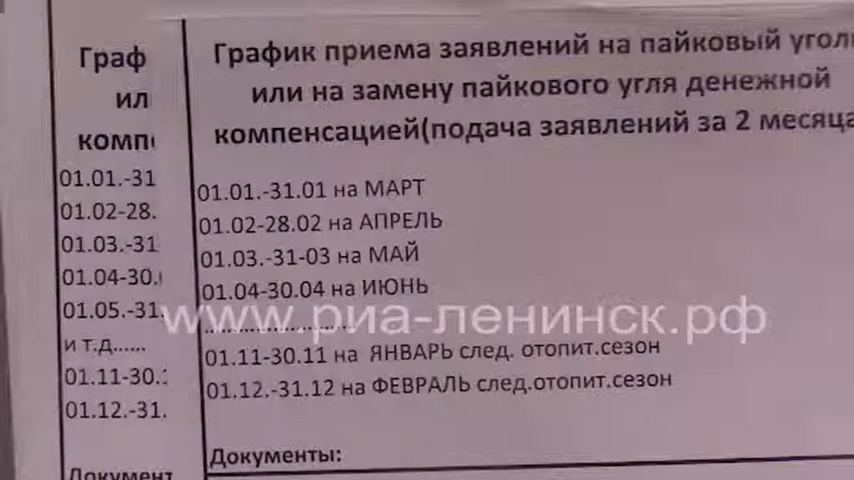 График приема заявлений на пайковый
или на замену пайкового угля денежной
компенсацией(подача заявлений за 2 месяца
01.01.-31.01 на МАРТ
01.02-28.02 на АПРЕЛЬ
01.03.-31-03 на МАЙ
01.04-30.04 на ИЮНЬ
www.риа-ленинск.рф
01.11-30.11 на ЯНВАРЬ след. отопит.сезон
01.12.-31.12 на ФЕВРАЛЬ след.отопит.сезон
Документы:
Граф
ил
01.01.-31
01.02-28.
01.03.-31
01.04-30.
01.05.-31.
и т.д......
01.11-30.
01.12.-31.